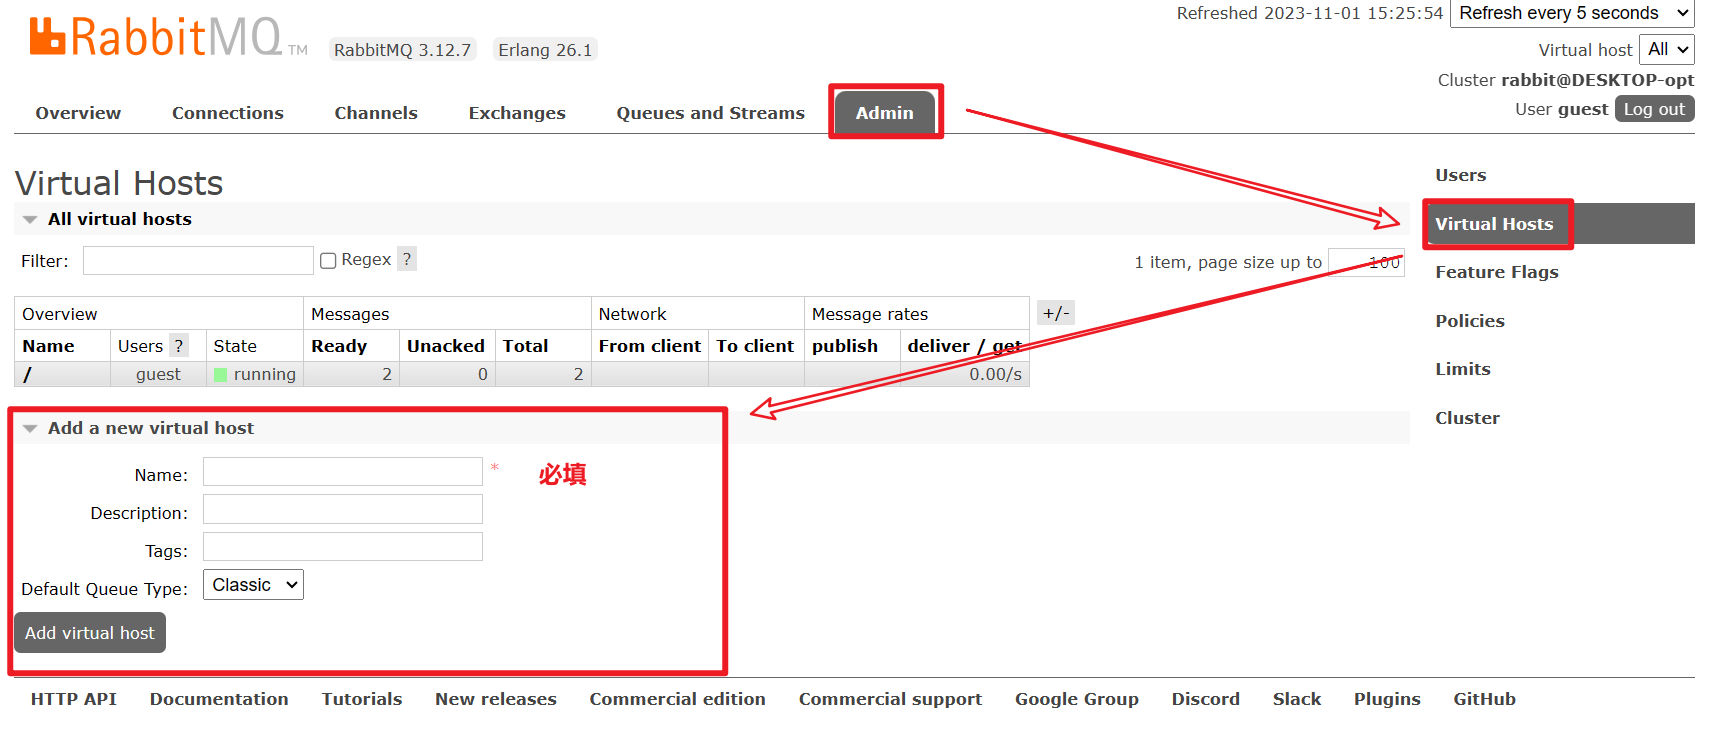 Refreshed 2023-11-01 15:25:54 Refresh every 5 seconds
RabbitMQ TM RabbitMQ 3.12.7 Erlang 26.1
Virtual host All
Cluster rabbit@DESKTOP-opt
User guest Log out
Overview Connections Channels Exchanges Queues and Streams Admin
Virtual Hosts
All virtual hosts
Filter: Regex ?
1 item, page size up to 100
Overview Messages Network Message rates +/-
Name Users ? State Ready Unacked Total From client To client publish deliver / get
/ guest running 2 0 2 0.00/s
Add a new virtual host
Name: * 必填
Description:
Tags:
Default Queue Type: Classic
Add virtual host
Users
Virtual Hosts
Feature Flags
Policies
Limits
Cluster
HTTP API Documentation Tutorials New releases Commercial edition Commercial support Google Group Discord Slack Plugins GitHub